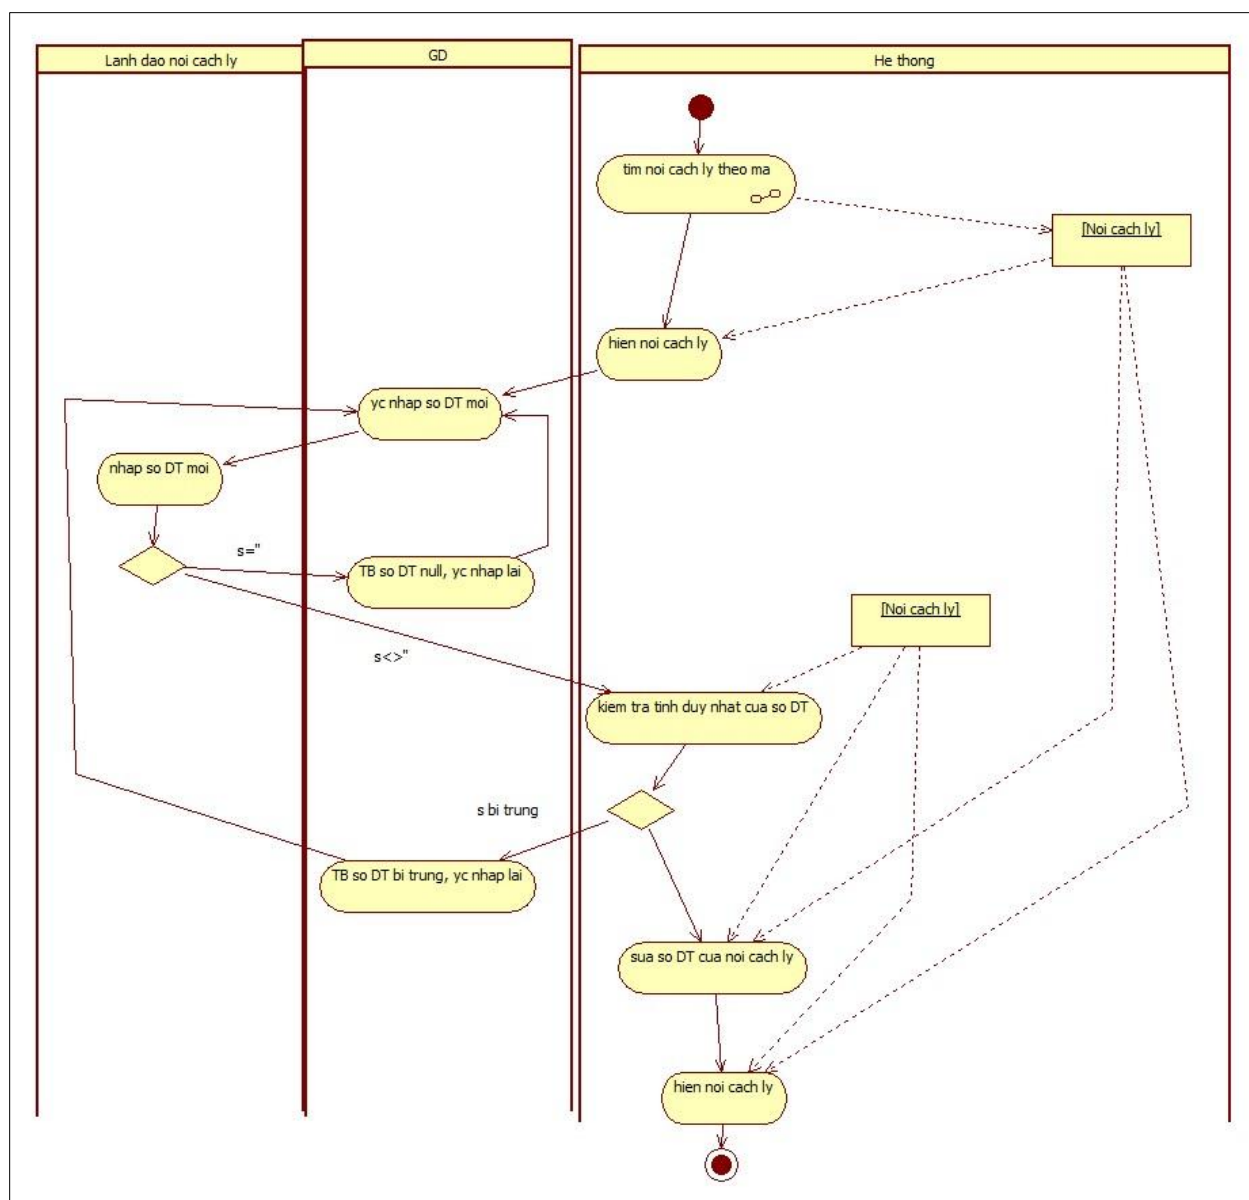 Lanh dao noi cach ly
GD
He thong
tim noi cach ly theo ma
[Noi cach ly]
hien noi cach ly
yc nhap so DT moi
nhap so DT moi
s=''
TB so DT null, yc nhap lai
[Noi cach ly]
s<>''
kiem tra tinh duy nhat cua so DT
s bi trung
TB so DT bi trung, yc nhap lai
sua so DT cua noi cach ly
hien noi cach ly